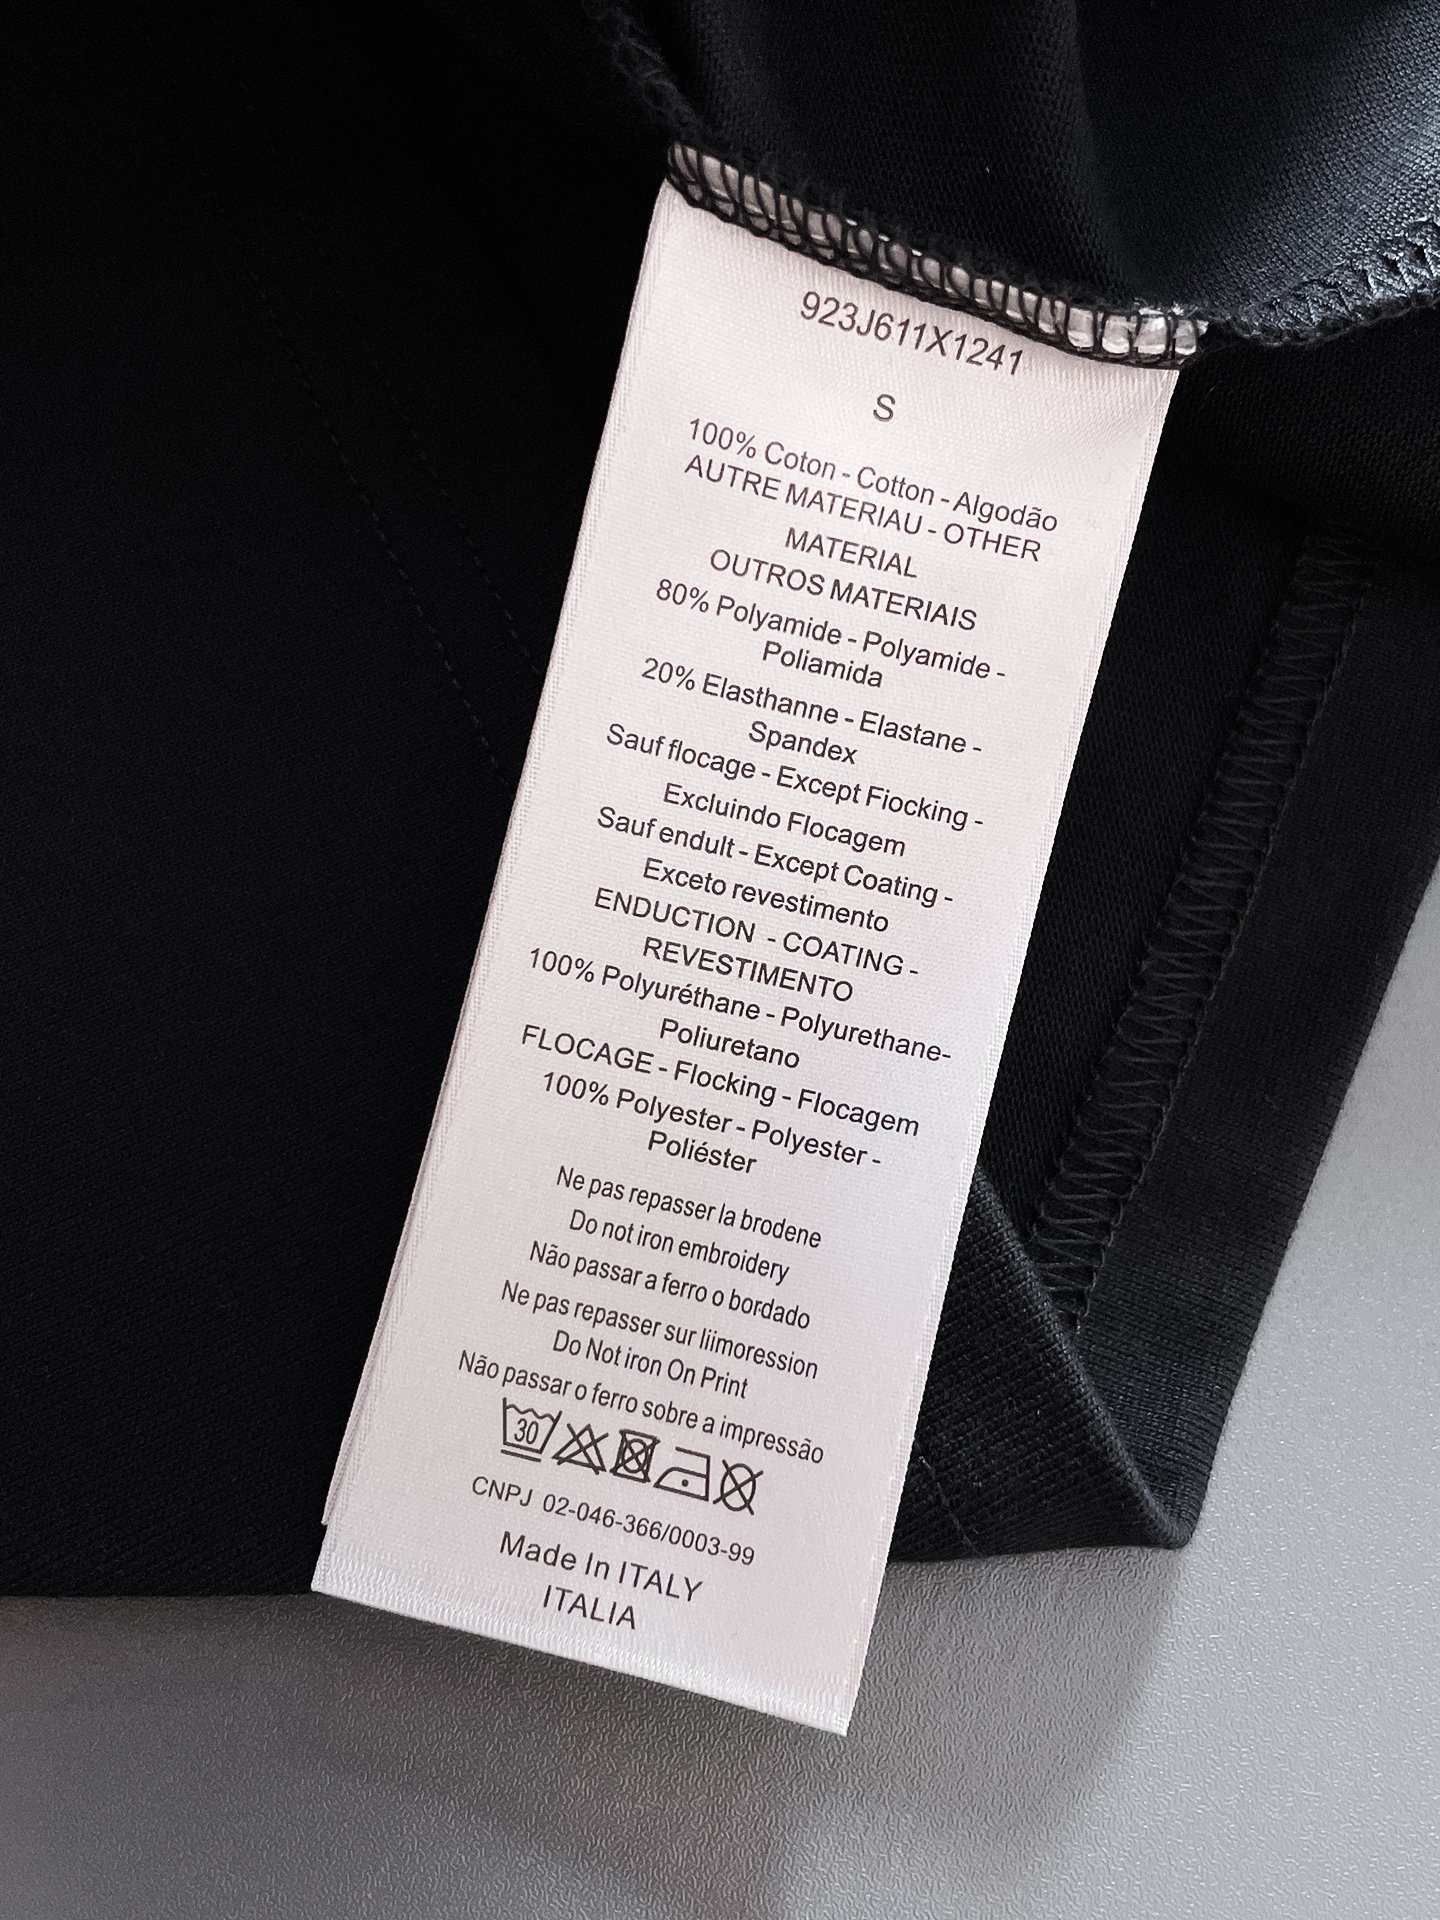 923J611X1241
S
100% Coton - Cotton - Algodão
AUTRE MATERIAU - OTHER
MATERIAL
OUTROS MATERIAIS
80% Polyamide - Polyamide -
Poliamida
20% Elasthanne - Elastane -
Spandex
Sauf flocage - Except Fiocking -
Excluindo Flocagem
Sauf endult - Except Coating -
Exceto revestimento
ENDUCTION - COATING -
REVESTIMENTO
100% Polyuréthane - Polyurethane-
Poliuretano
FLOCAGE - Flocking - Flocagem
100% Polyester - Polyester -
Poliéster
Ne pas repasser la brodene
Do not iron embroidery
Não passar a ferro o bordado
Ne pas repasser sur liimoression
Do Not iron On Print
Não passar o ferro sobre a impressão
30
CNPJ 02-046-366/0003-99
Made In ITALY
ITALIA